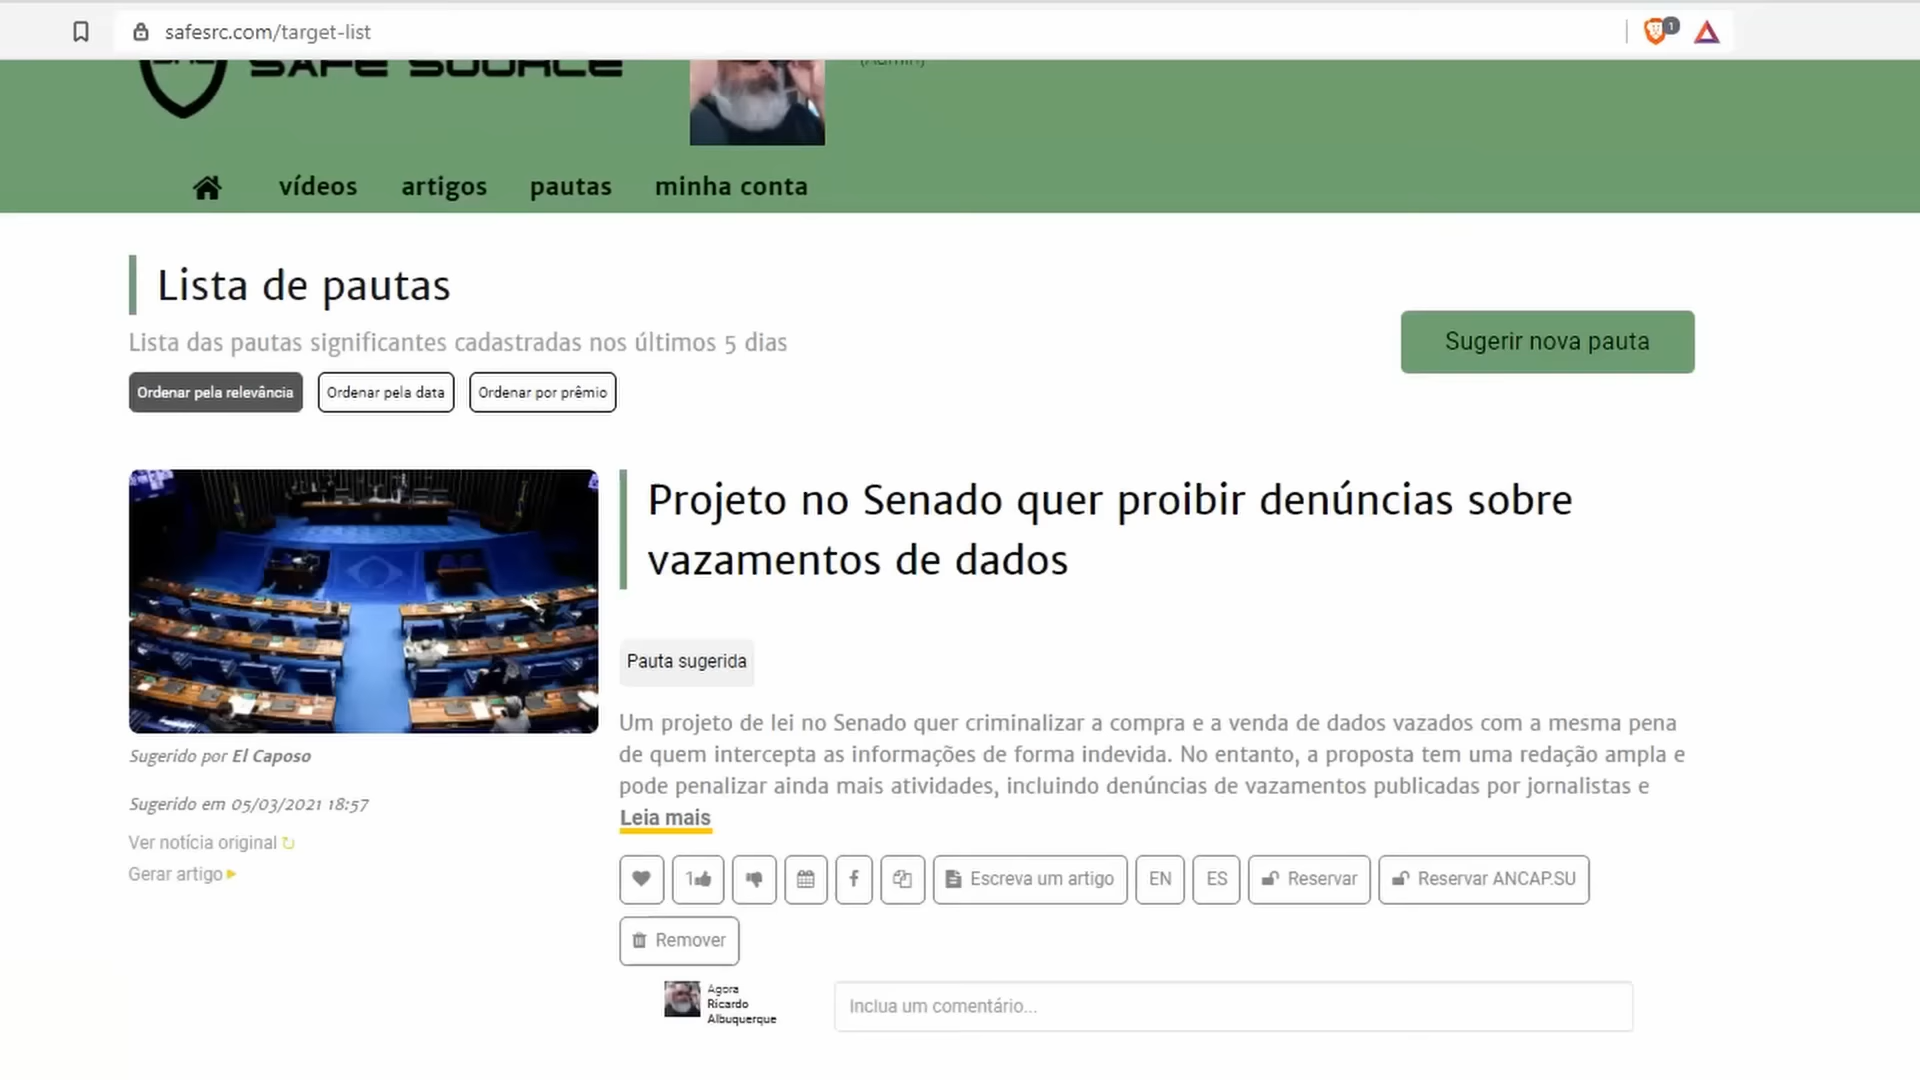 safesrc.com/target-list
1
SAFE SOURCE
(Admin)
vídeos artigos pautas minha conta
Lista de pautas
Lista das pautas significantes cadastradas nos últimos 5 dias
Sugerir nova pauta
Ordenar pela relevância Ordenar pela data Ordenar por prêmio
Projeto no Senado quer proibir denúncias sobre
vazamentos de dados
Pauta sugerida
Um projeto de lei no Senado quer criminalizar a compra e a venda de dados vazados com a mesma pena
de quem intercepta as informações de forma indevida. No entanto, a proposta tem uma redação ampla e
pode penalizar ainda mais atividades, incluindo denúncias de vazamentos publicadas por jornalistas e
Leia mais
Sugerido por El Caposo
Sugerido em 05/03/2021 18:57
Ver notícia original
Gerar artigo
1 Escreva um artigo EN ES Reservar Reservar ANCAP.SU
Remover
Agora
Ricardo
Albuquerque
Inclua um comentário...